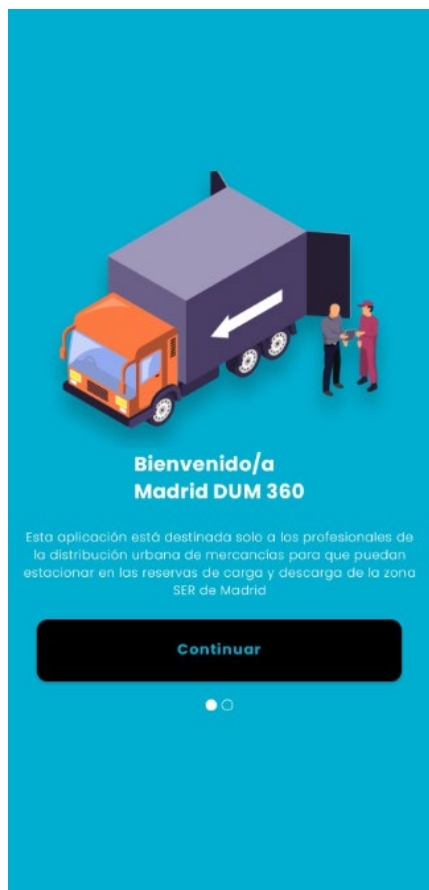 Bienvenido/a
Madrid DUM 360
Esta aplicación está destinada solo a los profesionales de
la distribución urbana de mercancías para que puedan
estacionar en las reservas de carga y descarga de la zona
SER de Madrid
Continuar